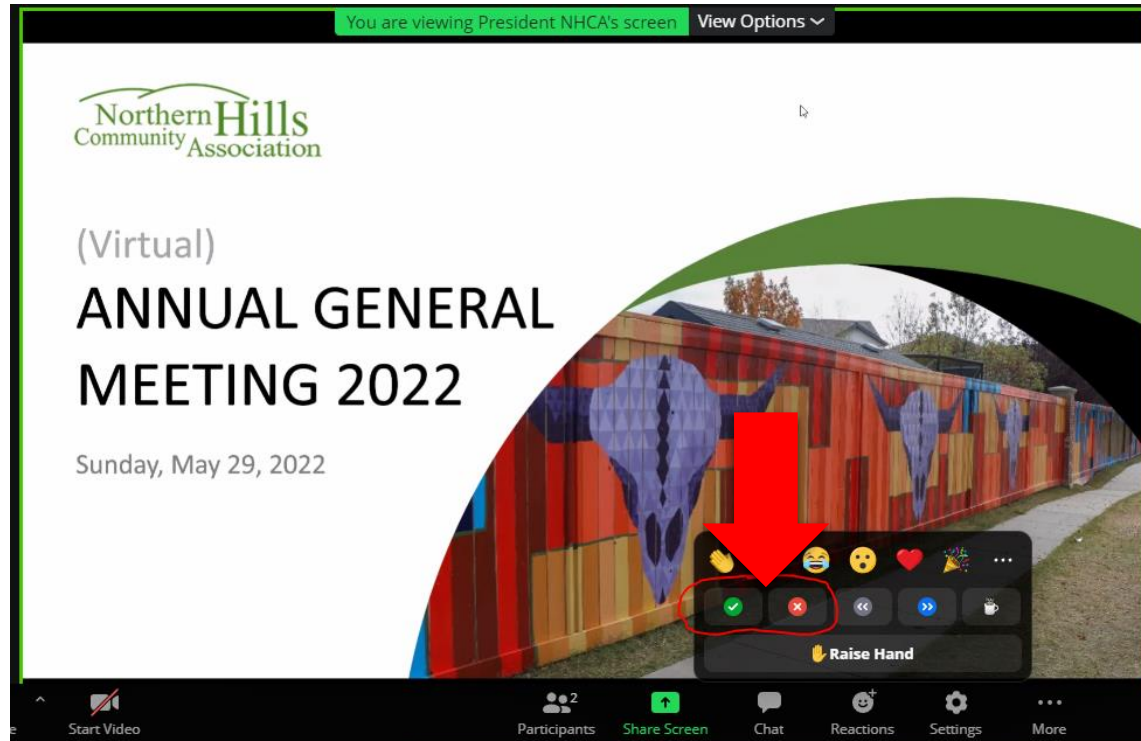 You are viewing President NHCA's screen View Options
Northern Hills
Community Association
(Virtual)
ANNUAL GENERAL
MEETING 2022
Sunday, May 29, 2022
Raise Hand
2
e Start Video Participants Share Screen Chat Reactions Settings More